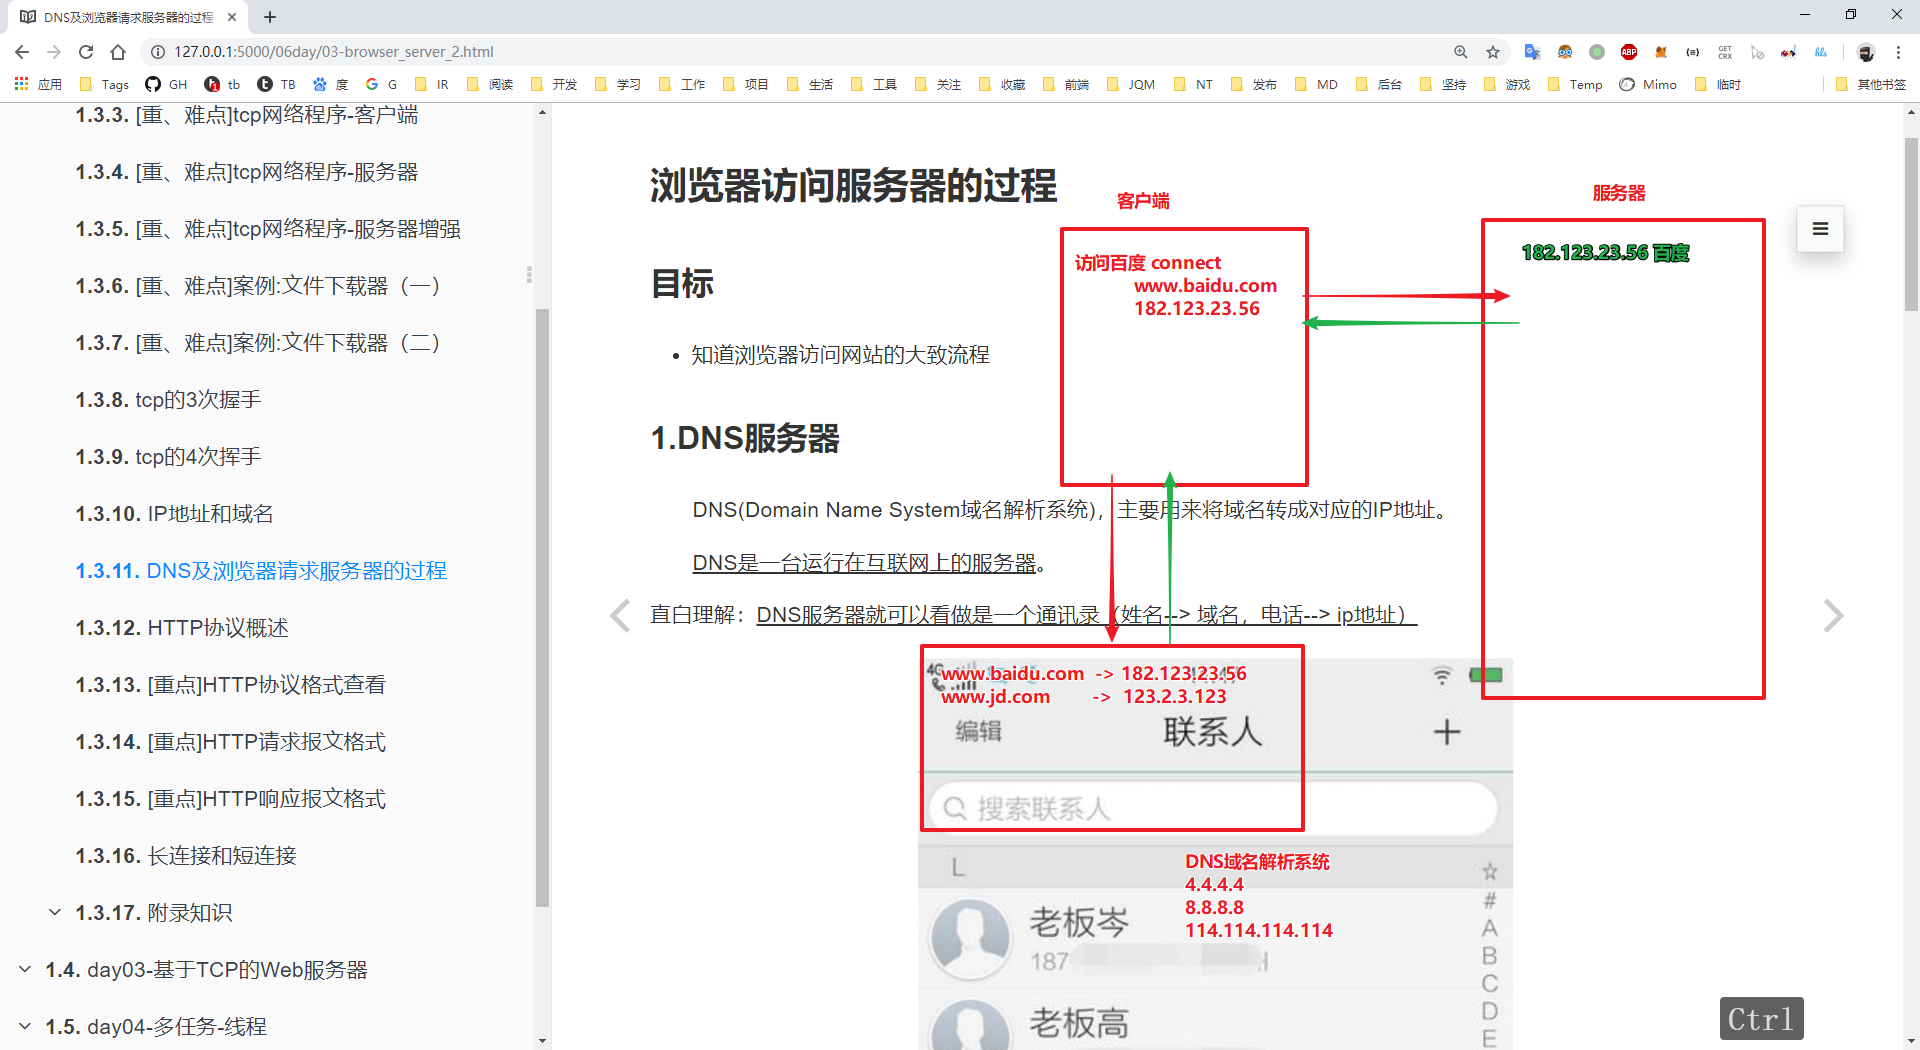 DNS及浏览器请求服务器的过程
127.0.0.1:5000/06day/03-browser_server_2.html
应用 Tags GH tb TB 度 G IR 阅读 开发 学习 工作 项目 生活 工具 关注 收藏 前端 JQM NT 发布 MD 后台 坚持 游戏 Temp Mimo 临时 其他书签
1.3.3. [重、难点]tcp网络程序-客户端
1.3.4. [重、难点]tcp网络程序-服务器
1.3.5. [重、难点]tcp网络程序-服务器增强
1.3.6. [重、难点]案例:文件下载器（一）
1.3.7. [重、难点]案例:文件下载器（二）
1.3.8. tcp的3次握手
1.3.9. tcp的4次挥手
1.3.10. IP地址和域名
1.3.11. DNS及浏览器请求服务器的过程
1.3.12. HTTP协议概述
1.3.13. [重点]HTTP协议格式查看
1.3.14. [重点]HTTP请求报文格式
1.3.15. [重点]HTTP响应报文格式
1.3.16. 长连接和短连接
1.3.17. 附录知识
1.4. day03-基于TCP的Web服务器
1.5. day04-多任务-线程
浏览器访问服务器的过程
客户端
服务器
访问百度 connect
www.baidu.com
182.123.23.56
182.123.23.56 百度
目标
• 知道浏览器访问网站的大致流程
1.DNS服务器
DNS(Domain Name System域名解析系统)，主要用来将域名转成对应的IP地址。
DNS是一台运行在互联网上的服务器。
直白理解：DNS服务器就可以看做是一个通讯录（姓名--> 域名，电话--> ip地址）
4G
www.baidu.com -> 182.123.23.56
www.jd.com -> 123.2.3.123
编辑 联系人 +
搜索联系人
L
DNS域名解析系统
4.4.4.4
8.8.8.8
114.114.114.114
老板岑
187
老板高
☆
#
A
B
C
D
E
Ctrl